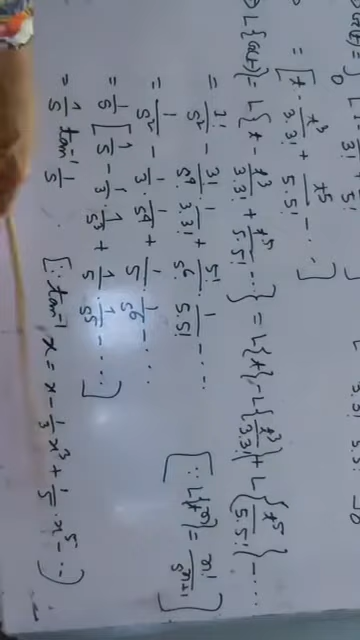 = [t - t³/3.3! + t⁵/5.5! - ...]
L{t - t³/3.3! + t⁵/5.5! ...} = L{t} - L{t³/3.3!} + L{t⁵/5.5!} - ...
= 1!/s² - 3!/s⁴ · 1/3.3! + 5!/s⁶ · 1/5.5! - ... [∵ L{tⁿ} = n!/sⁿ⁺¹]
= 1/s² - 1/3 · 1/s⁴ + 1/5 · 1/s⁶ - ...
= 1/s [1/s - 1/3 · 1/s³ + 1/5 · 1/s⁵ - ...]
= 1/s tan⁻¹ 1/s. [∵ tan⁻¹ x = x - 1/3 x³ + 1/5 · x⁵ - ...]